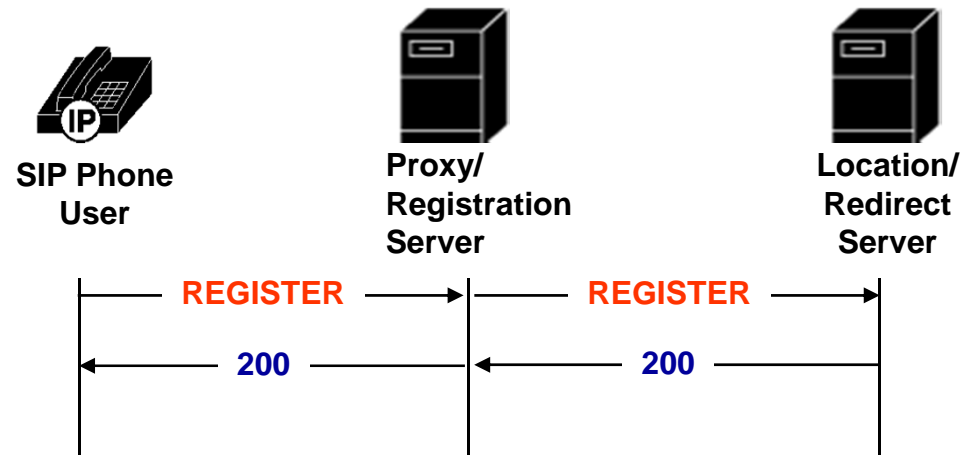 IP
SIP Phone
User
Proxy/
Registration
Server
Location/
Redirect
Server
REGISTER
REGISTER
200
200